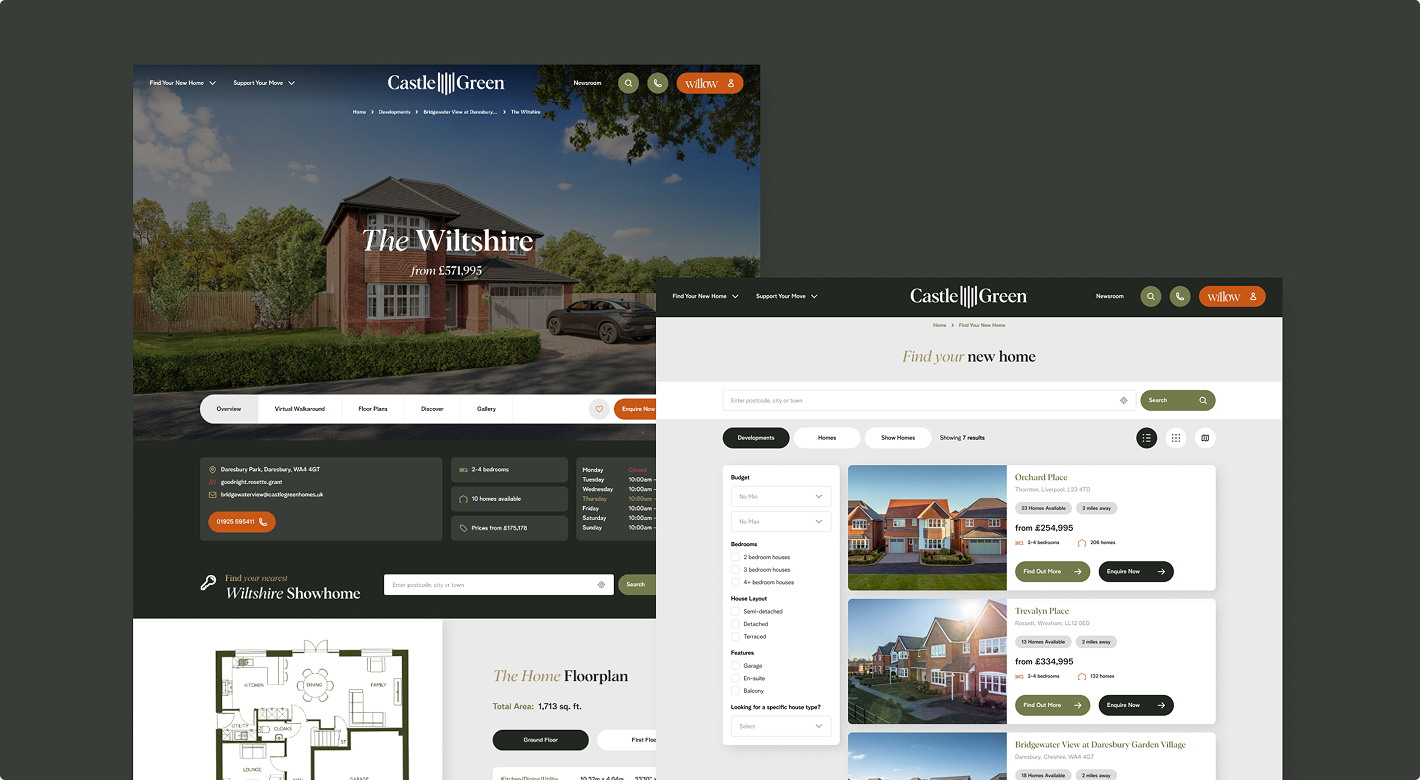 Find Your New Home
Support Your Move
Castle Green
Newsroom
willow
Home > Developments > Bridgewater View at Daresbury... > The Wiltshire
The Wiltshire
from £571,995
Overview
Virtual Walkaround
Floor Plans
Discover
Gallery
Enquire Now
Daresbury Park, Daresbury, WA4 4GT
/// goodnight.rosette.grant
bridgewaterview@castlegreenhomes.uk
01925 595411
2-4 bedrooms
10 homes available
Prices from £175,178
Monday Closed
Tuesday 10:00am –
Wednesday 10:00am –
Thursday 10:00am –
Friday 10:00am –
Saturday 10:00am –
Sunday 10:00am –
Find your nearest
Wiltshire Showhome
Enter postcode, city or town
Search
KITCHEN
DINING
FAMILY
UTILITY
CLOAKS
ST
LOUNGE
HALL
GARAGE
The Home Floorplan
Total Area: 1,713 sq. ft.
Ground Floor
First Floo
Kitchen/Dining/Utility 10.32m x 4.04m 33'10" x
Find Your New Home
Support Your Move
Castle Green
Newsroom
willow
Home > Find Your New Home
Find your new home
Enter postcode, city or town
Search
Developments
Homes
Show Homes
Showing 7 results
Budget
No Min
No Max
Bedrooms
2 bedroom houses
3 bedroom houses
4+ bedroom houses
House Layout
Semi-detached
Detached
Terraced
Features
Garage
En-suite
Balcony
Looking for a specific house type?
Select
Orchard Place
Thornton, Liverpool, L23 4TD
23 Homes Available
2 miles away
from £254,995
2-4 bedrooms
206 homes
Find Out More
Enquire Now
Trevalyn Place
Rossett, Wrexham, LL12 0ED
13 Homes Available
2 miles away
from £334,995
2-4 bedrooms
132 homes
Find Out More
Enquire Now
Bridgewater View at Daresbury Garden Village
Daresbury, Cheshire, WA4 4GT
18 Homes Available
2 miles away